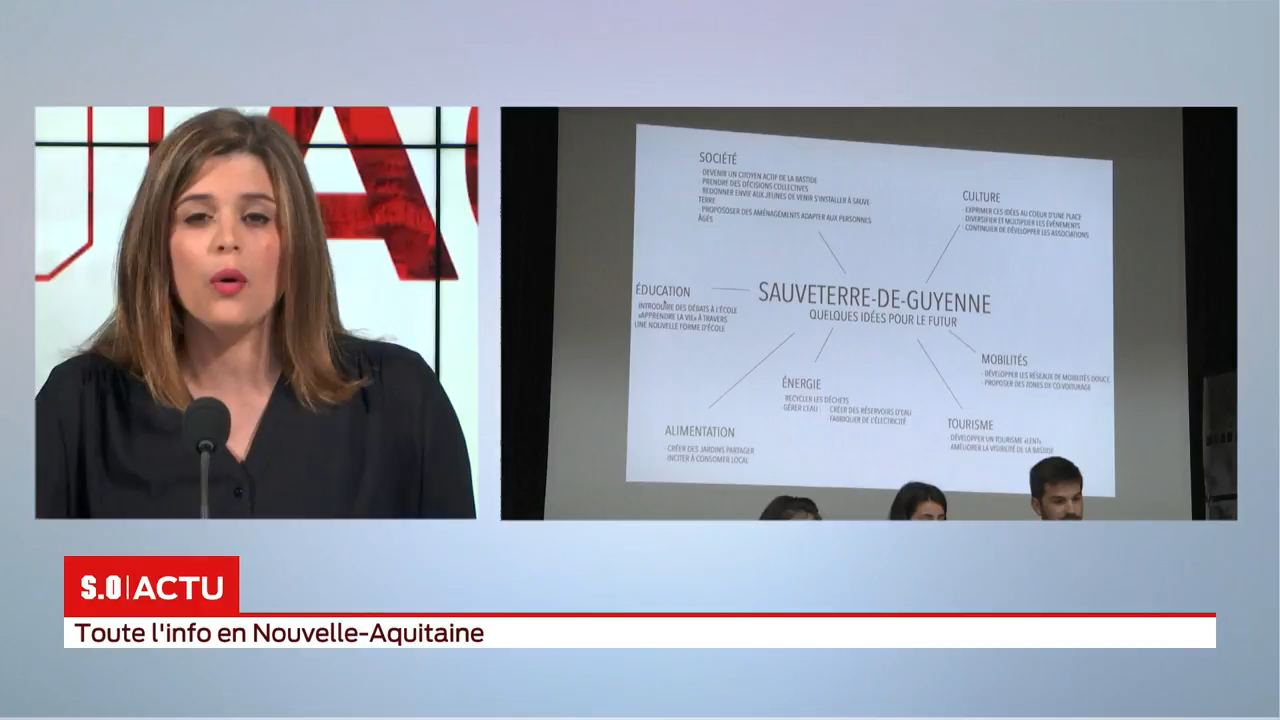 SOCIÉTÉ
DEVENIR UN CITOYEN ACTIF DE LA BASTIDE
PRENDRE DES DÉCISIONS COLLECTIVES
REDONNER ENVIE AUX JEUNES DE VENIR S'INSTALLER À SAUVE-
TERRE
PROPOSOSER DES AMÉNAGEMENTS ADAPTER AUX PERSONNES
ÂGÉS
CULTURE
EXPRIMER CES IDÉES AU COEUR D'UNE PLACE
DIVERSIFIER ET MULTIPLIER LES ÉVÉNEMENTS
CONTINUER DE DÉVELOPPER LES ASSOCIATIONS
ÉDUCATION
INTRODUIRE DES DÉBATS À L'ÉCOLE
«APPRENDRE LA VIE» À TRAVERS
UNE NOUVELLE FORME D'ÉCOLE
SAUVETERRE-DE-GUYENNE
QUELQUES IDÉES POUR LE FUTUR
MOBILITÉS
- DÉVELOPPER LES RÉSEAUX DE MOBILITÉS DOUCE
- PROPOSER DES ZONES DE CO-VOITURAGE
ÉNERGIE
RECYCLER LES DÉCHETS
GÉRER L'EAU CRÉER DES RÉSERVOIRS D'EAU
FABRIQUER DE L'ÉLECTRICITÉ
ALIMENTATION
- CRÉER DES JARDINS PARTAGER
INCITER À CONSOMER LOCAL
TOURISME
- DÉVELOPPER UN TOURISME «LENT»
AMÉLIORER LA VISIBILITÉ DE LA BASTIDE
S.O|ACTU
Toute l'info en Nouvelle-Aquitaine